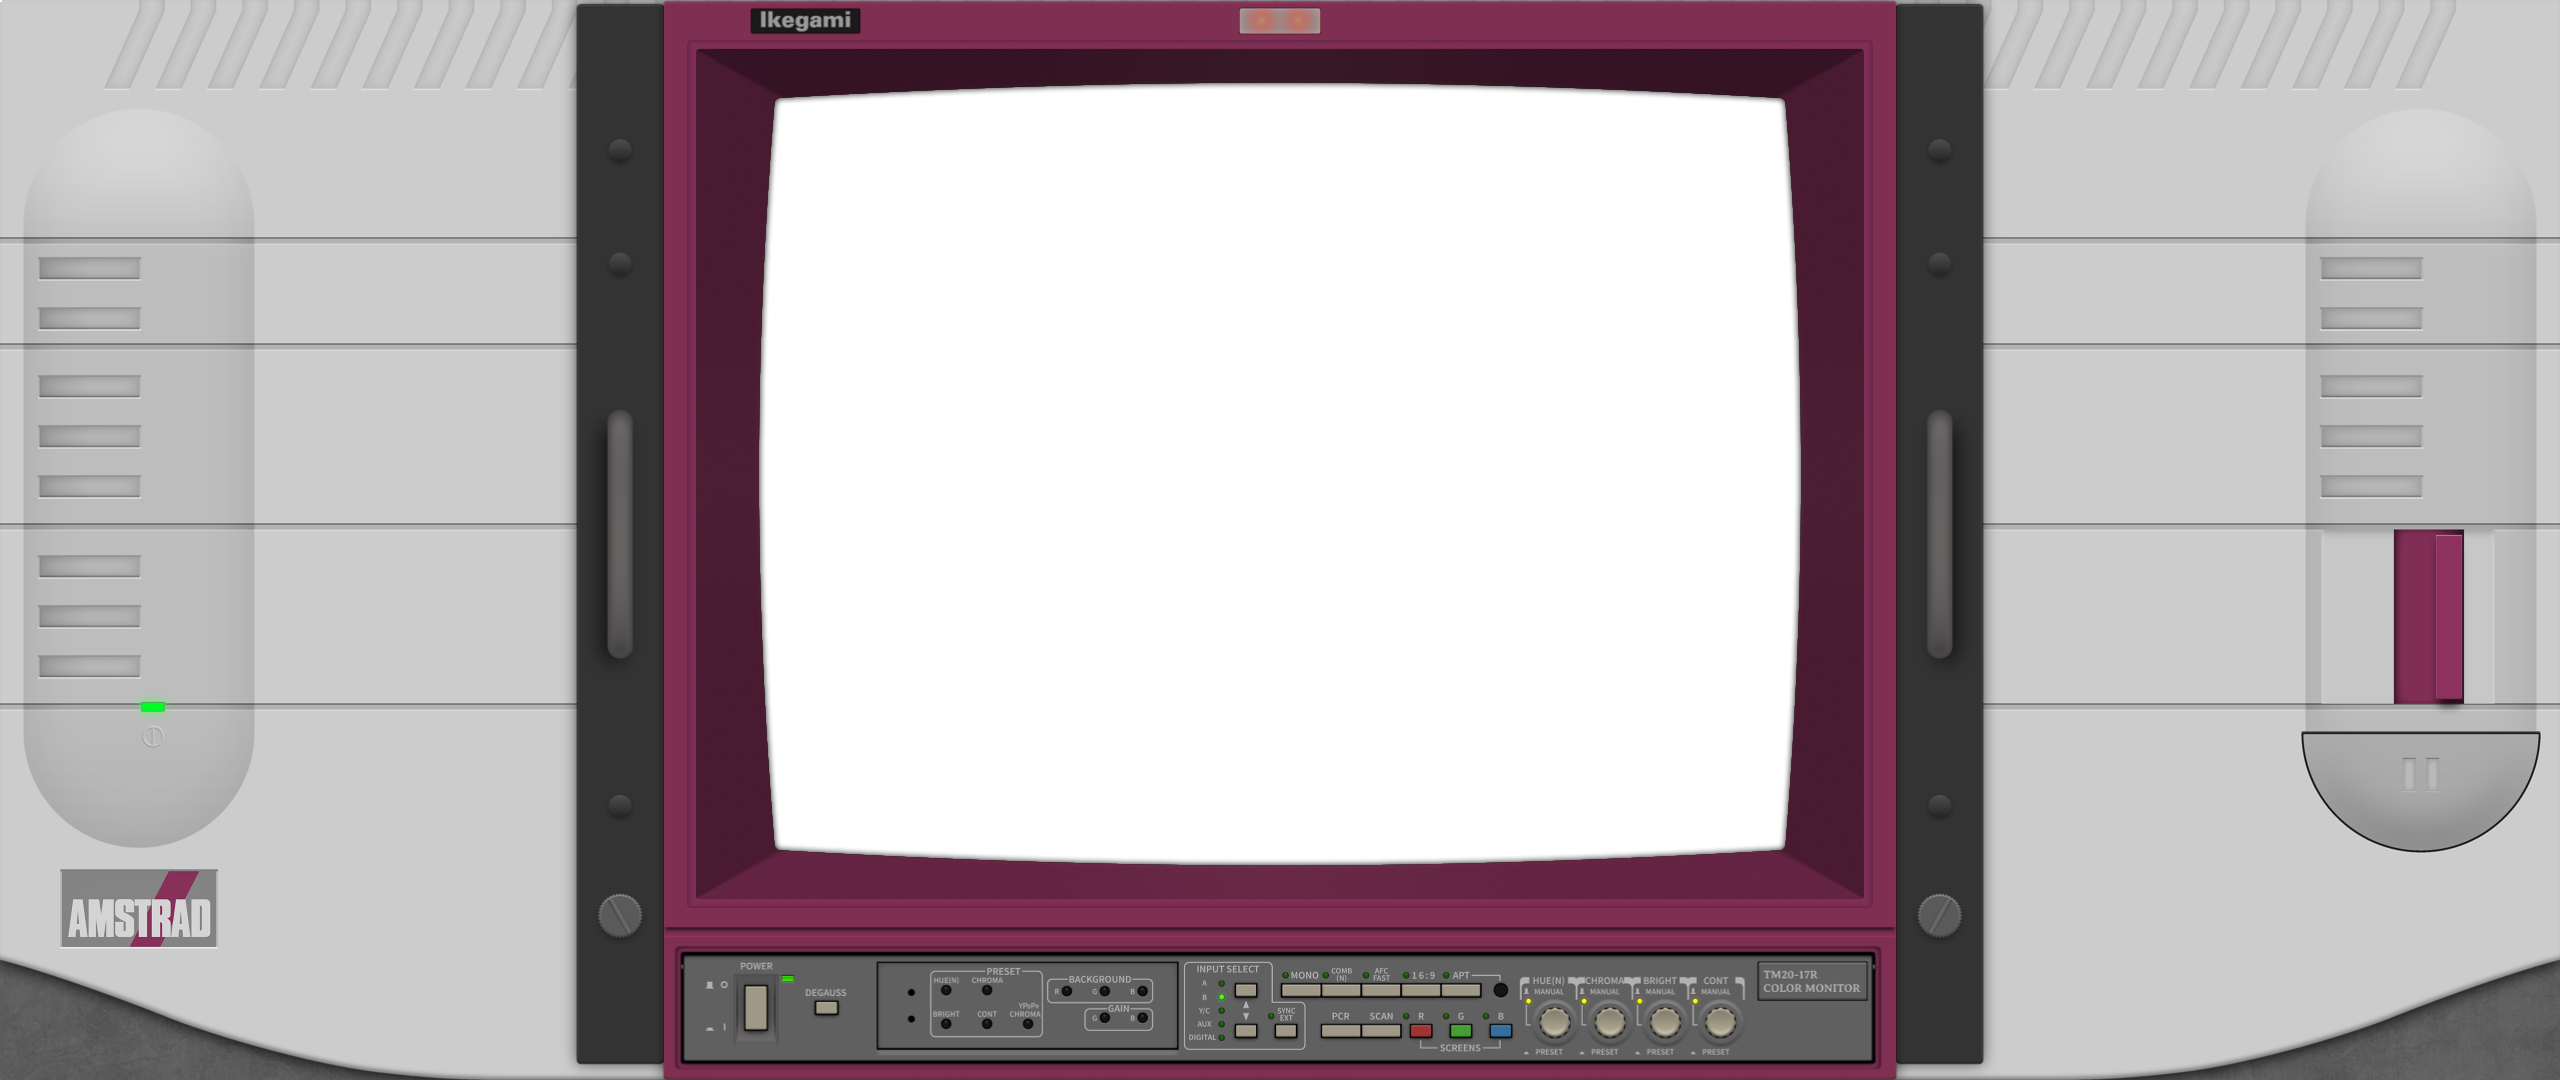 Ikegami
AMSTRAD
POWER
DEGAUSS
PRESET
HUE(N) CHROMA
BRIGHT CONT YPBPR CHROMA
BACKGROUND
R G B
GAIN
G B
INPUT SELECT
A
B
Y/C
AUX
DIGITAL
SYNC
EXT
MONO COMB (N) AFC FAST 16:9 APT
PCR SCAN R G B
SCREENS
HUE(N) CHROMA BRIGHT CONT
MANUAL MANUAL MANUAL MANUAL
PRESET PRESET PRESET PRESET
TM20-17R
COLOR MONITOR